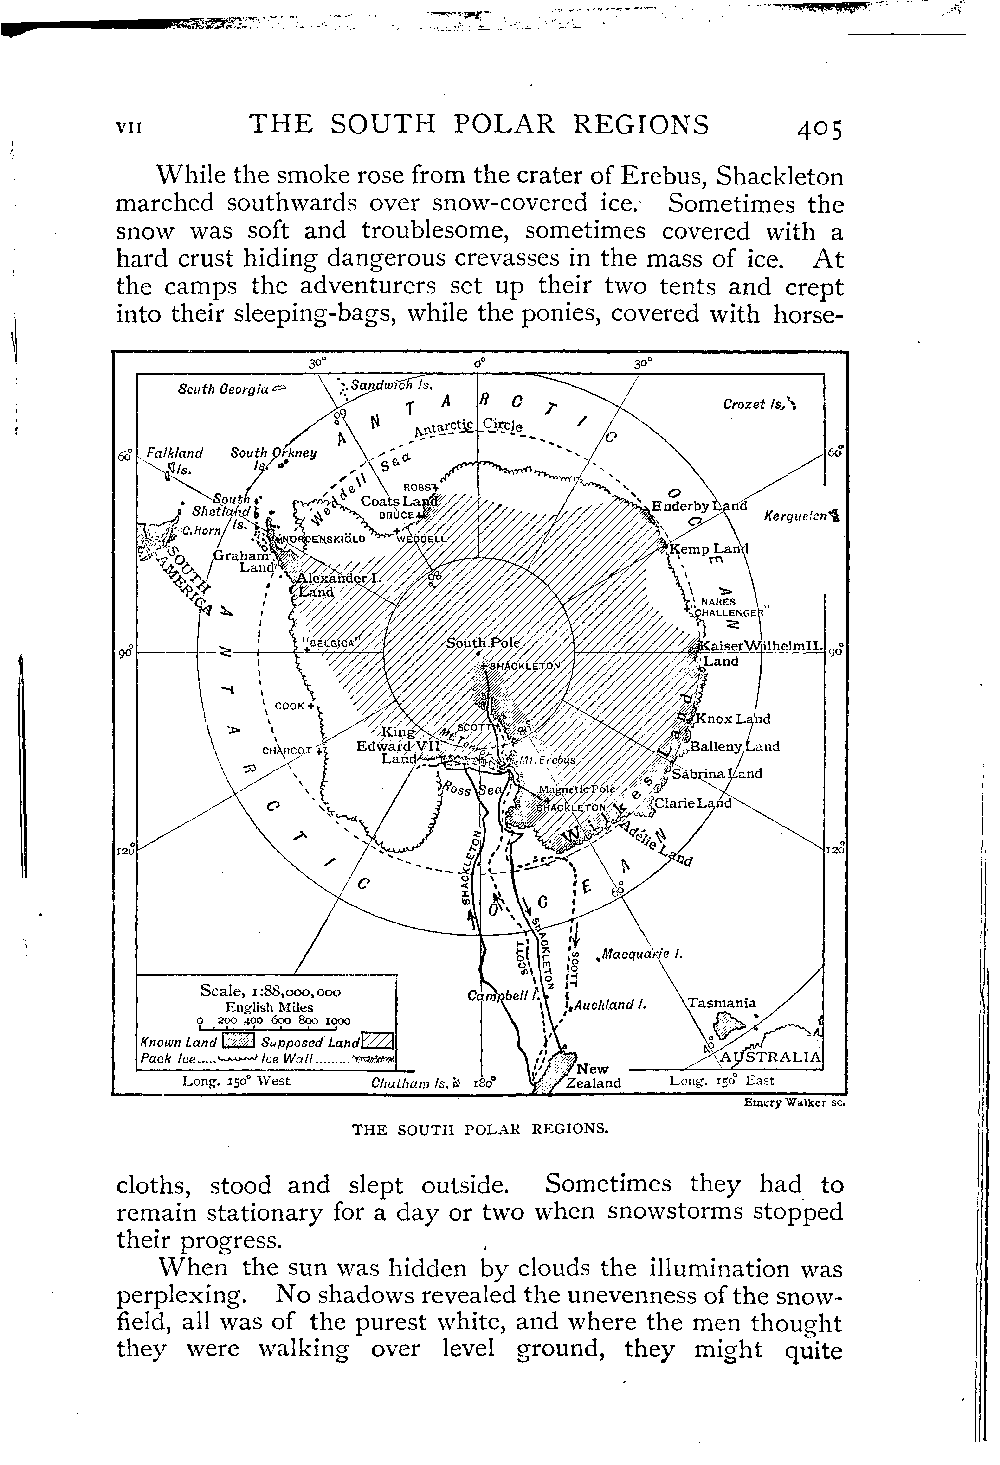 VII THE SOUTH POLAR REGIONS 405
While the smoke rose from the crater of Erebus, Shackleton
marched southwards over snow-covered ice. Sometimes the
snow was soft and troublesome, sometimes covered with a
hard crust hiding dangerous crevasses in the mass of ice. At
the camps the adventurers set up their two tents and crept
into their sleeping-bags, while the ponies, covered with horse-
30° 0° 30°
South Georgia
Sandwich Is.
Crozet Is.
ANTARCTIC OCEAN
Antarctic Circle
60° 60°
60
Falkland
Is.
South Orkney
Is.
Weddell Sea
ROSS
Coats Land
BRUCE
Enderby Land
Kerguelen
South
Shetland
Is.
C. Horn
NORDENSKIÖLD
WEDDELL
SOUTH
AMERICA
Graham
Land
Kemp Land
Alexander I.
Land
80°
NARES
"CHALLENGER"
"BELGICA"
South Pole
Kaiser Wilhelm II.
Land
90° 90°
SHACKLETON
COOK
Knox Land
SCOTT
King
Edward VII
Land
CHARCOT
Balleny Land
Mt. Erebus
Sabrina Land
Ross Sea
Magnetic Pole
SHACKLETON
Clarie Land
Wilkes Land
Adélie Land
120° 120°
ANTARCTIC OCEAN
60°
SHACKLETON
SCOTT
SHACKLETON
SCOTT
Macquarie I.
Campbell I.
Auckland I.
Tasmania
40°
AUSTRALIA
Scale, 1:88,000,000
English Miles
0 200 400 600 800 1000
Known Land Supposed Land
Pack Ice..... Ice Wall.........
Long. 150° West
Chatham Is.
180°
New
Zealand
Long. 150° East
Emery Walker sc.
THE SOUTH POLAR REGIONS.
cloths, stood and slept outside. Sometimes they had to
remain stationary for a day or two when snowstorms stopped
their progress.
When the sun was hidden by clouds the illumination was
perplexing. No shadows revealed the unevenness of the snow-
field, all was of the purest white, and where the men thought
they were walking over level ground, they might quite